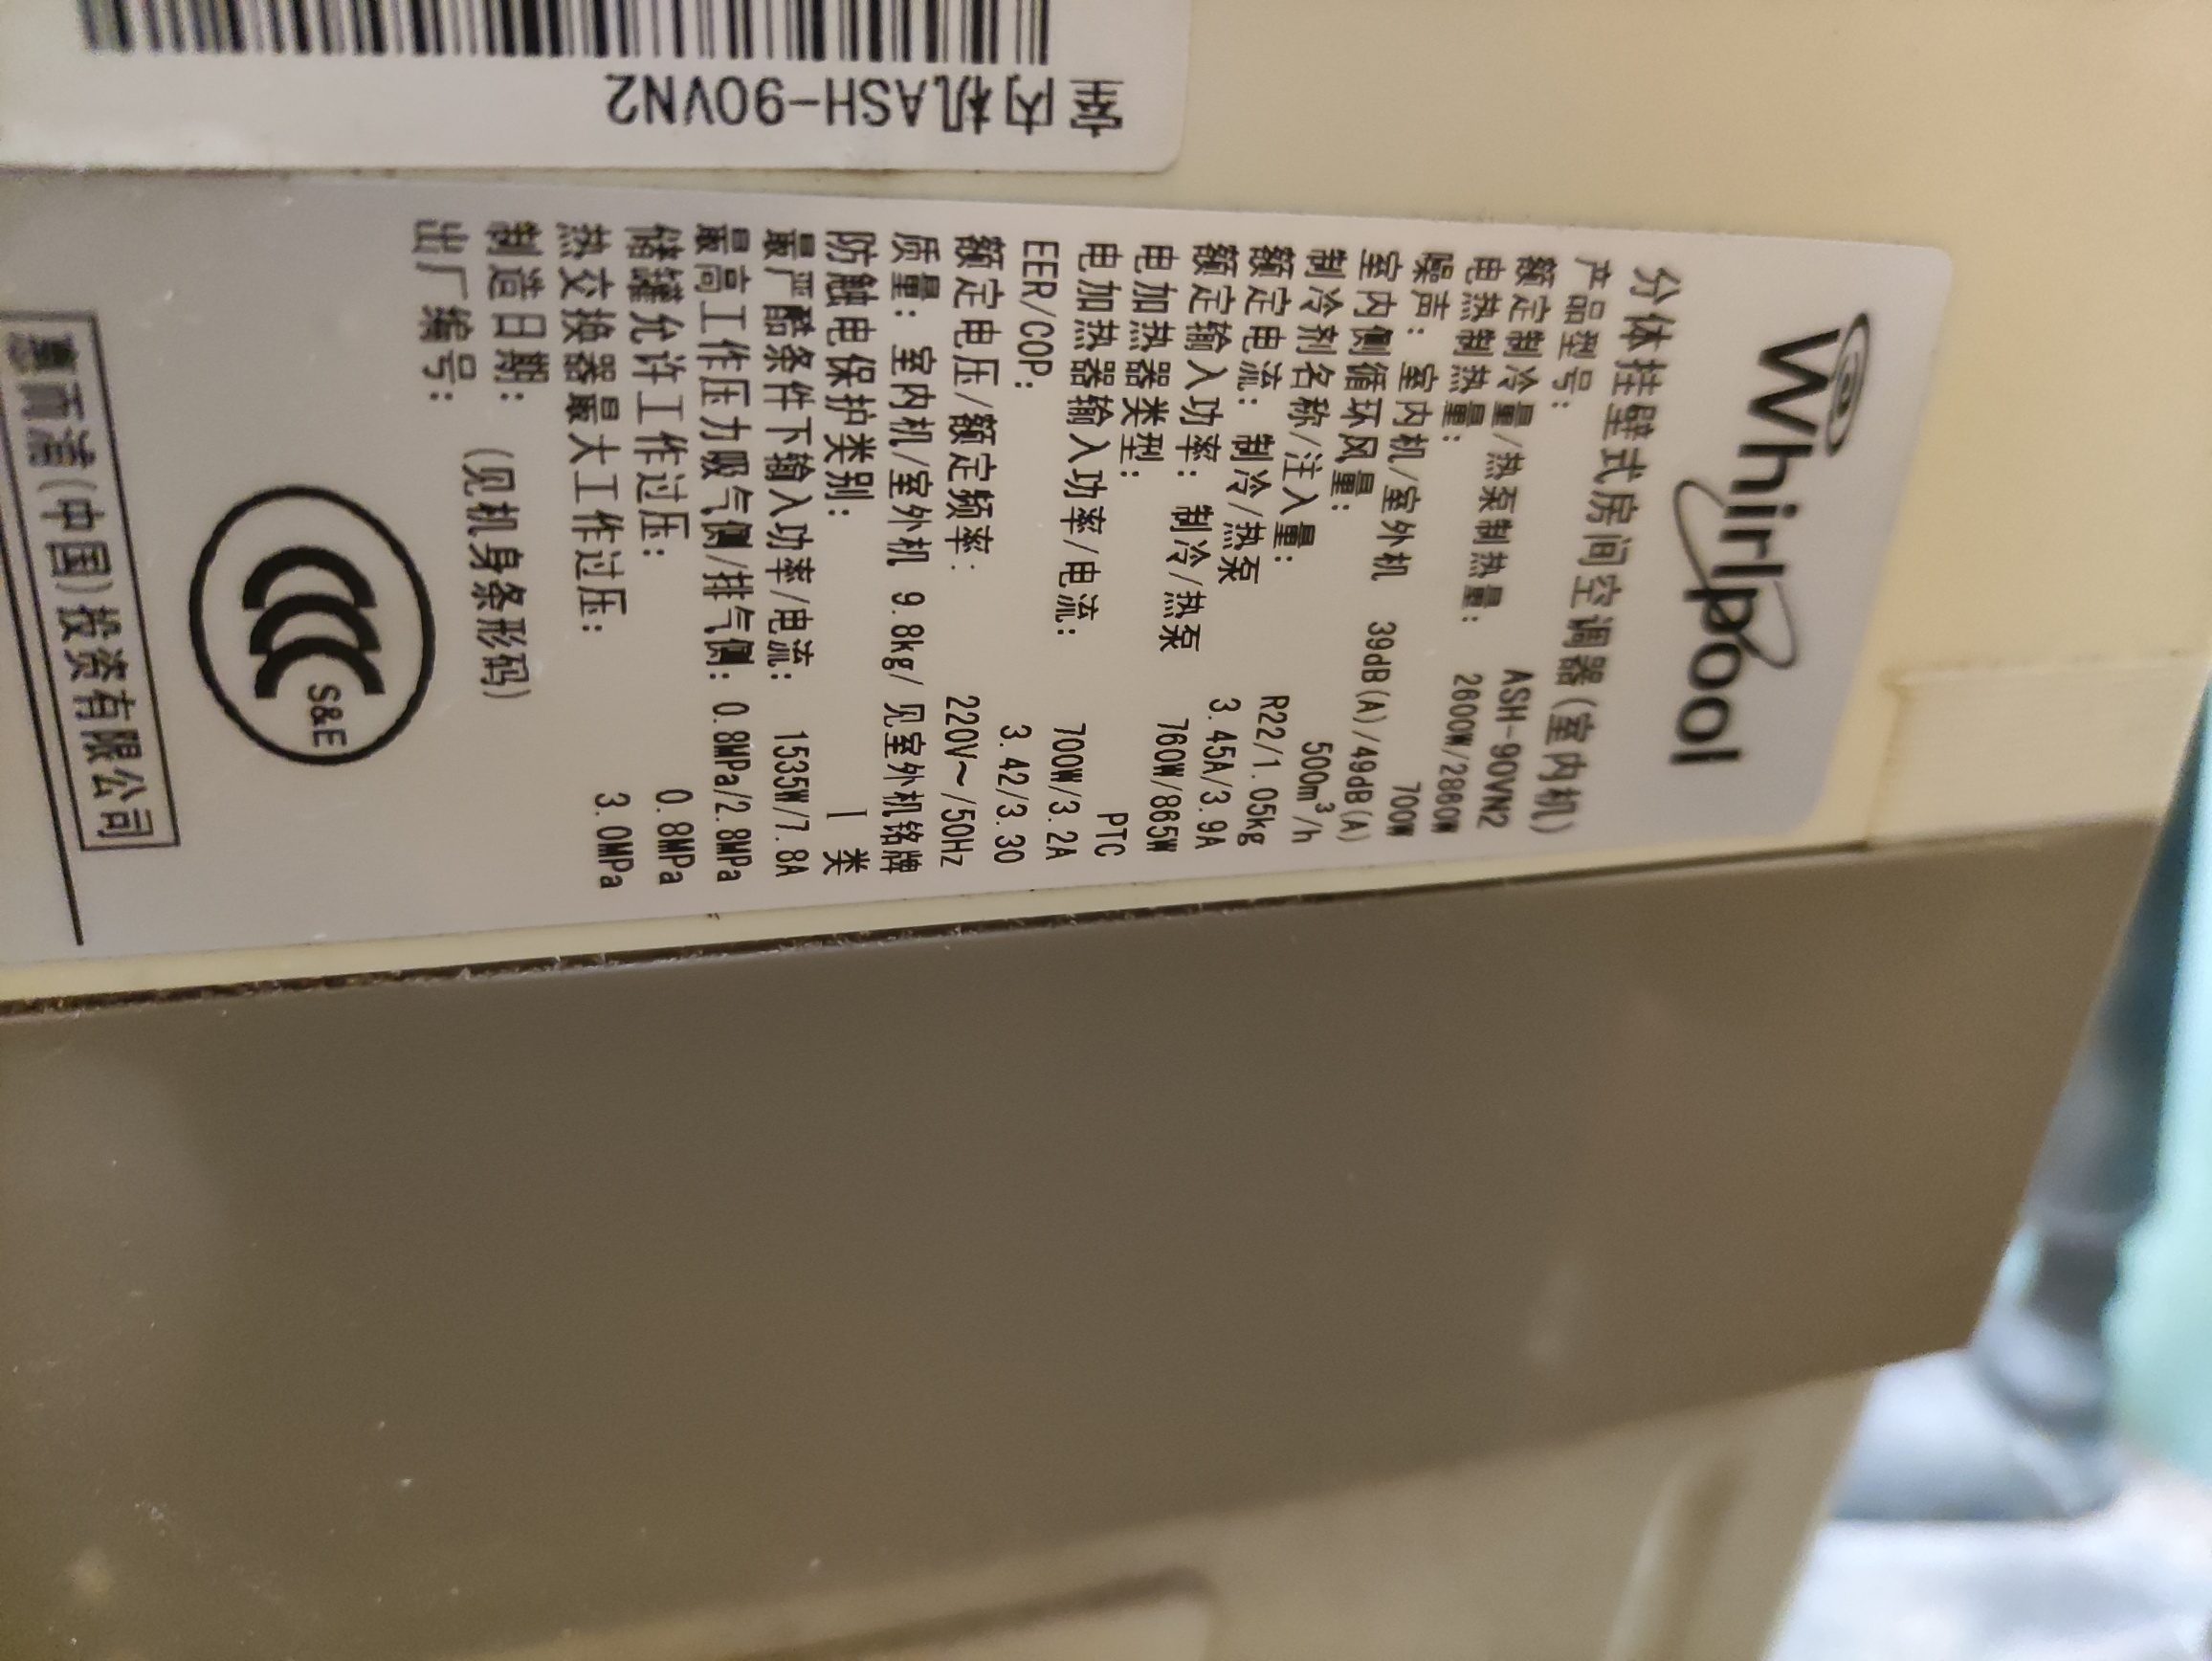 室内机ASH-90VN2
Whirlpool
分体挂壁式房间空调器(室内机)
产品型号: ASH-90VN2
额定制冷量/热泵制热量: 2600W/2860W
电热制热量: 700W
噪声: 室内机/室外机 39dB(A)/49dB(A)
室内侧循环风量: 500m³/h
制冷剂名称/注入量: R22/1.05kg
额定电流: 制冷/热泵 3.45A/3.9A
额定输入功率: 制冷/热泵 760W/865W
电加热器类型: PTC
电加热器输入功率/电流: 700W/3.2A
EER/COP: 3.42/3.30
额定电压/额定频率: 220V～/50Hz
质量: 室内机/室外机 9.8kg/ 见室外机铭牌
防触电保护类别: I 类
最严酷条件下输入功率/电流: 1535W/7.8A
最高工作压力吸气侧/排气侧: 0.8MPa/2.8MPa
储罐允许工作过压: 0.8MPa
热交换器最大工作过压: 3.0MPa
制造日期: (见机身条形码)
出厂编号:
S&E
惠而浦(中国)投资有限公司